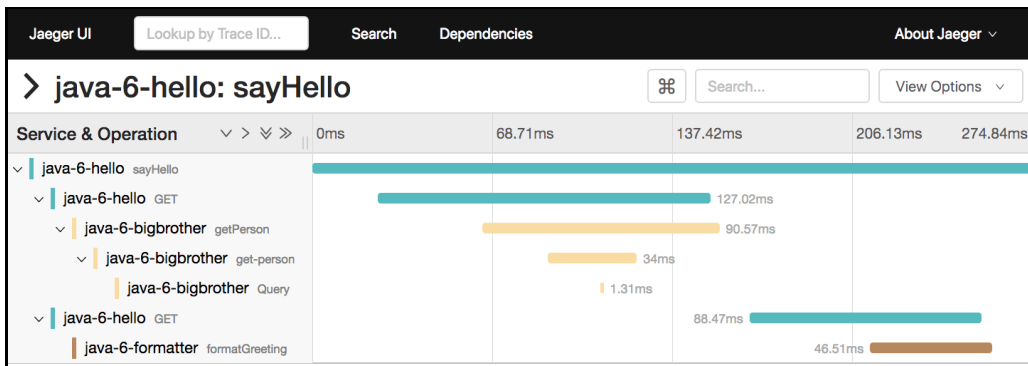 Jaeger UI Lookup by Trace ID... Search Dependencies About Jaeger
java-6-hello: sayHello ⌘ Search... View Options
Service & Operation 0ms 68.71ms 137.42ms 206.13ms 274.84ms
java-6-hello sayHello
java-6-hello GET 127.02ms
java-6-bigbrother getPerson 90.57ms
java-6-bigbrother get-person 34ms
java-6-bigbrother Query 1.31ms
java-6-hello GET 88.47ms
java-6-formatter formatGreeting 46.51ms